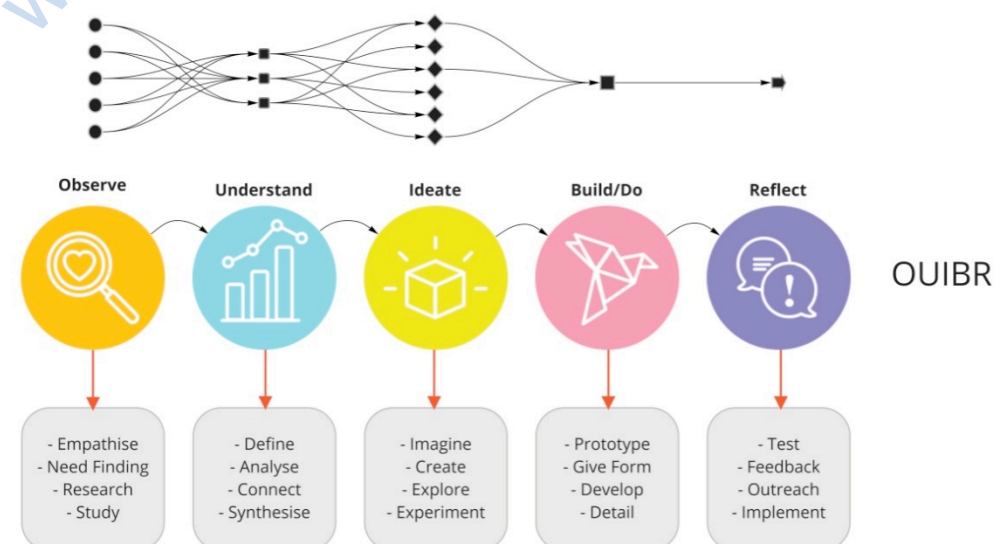 Observe
Understand
Ideate
Build/Do
Reflect
OUIBR
- Empathise
- Need Finding
- Research
- Study
- Define
- Analyse
- Connect
- Synthesise
- Imagine
- Create
- Explore
- Experiment
- Prototype
- Give Form
- Develop
- Detail
- Test
- Feedback
- Outreach
- Implement